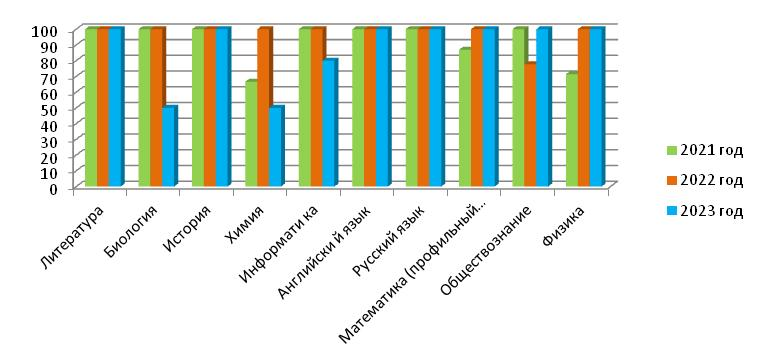 100
90
80
70
60
50
40
30
20
10
0
Литература
Биология
История
Химия
Информати ка
Английски й язык
Русский язык
Математика (профильный...
Обществознание
Физика
2021 год
2022 год
2023 год